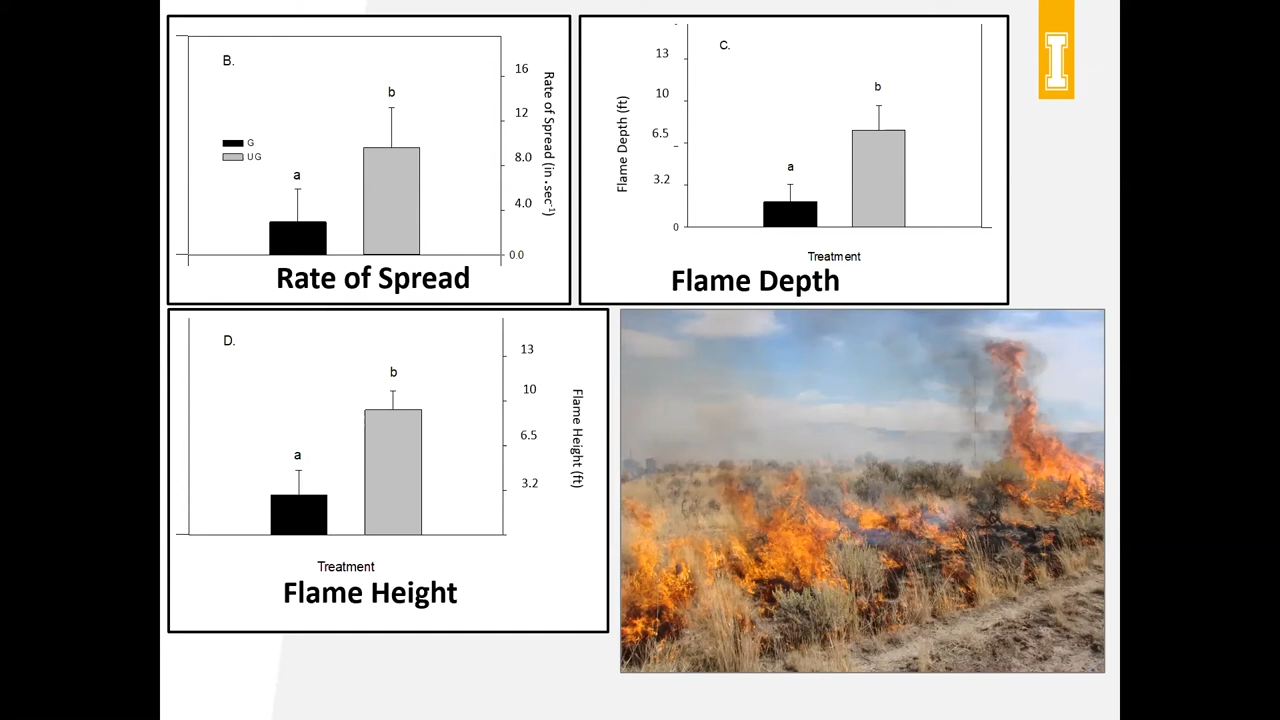 B.
G
UG
a
b
16
12
8.0
4.0
0.0
Rate of Spread (in .sec-1)
Rate of Spread
C.
Flame Depth (ft)
13
10
6.5
3.2
0
a
b
Treatment
Flame Depth
D.
a
b
13
10
6.5
3.2
Flame Height (ft)
Treatment
Flame Height
I